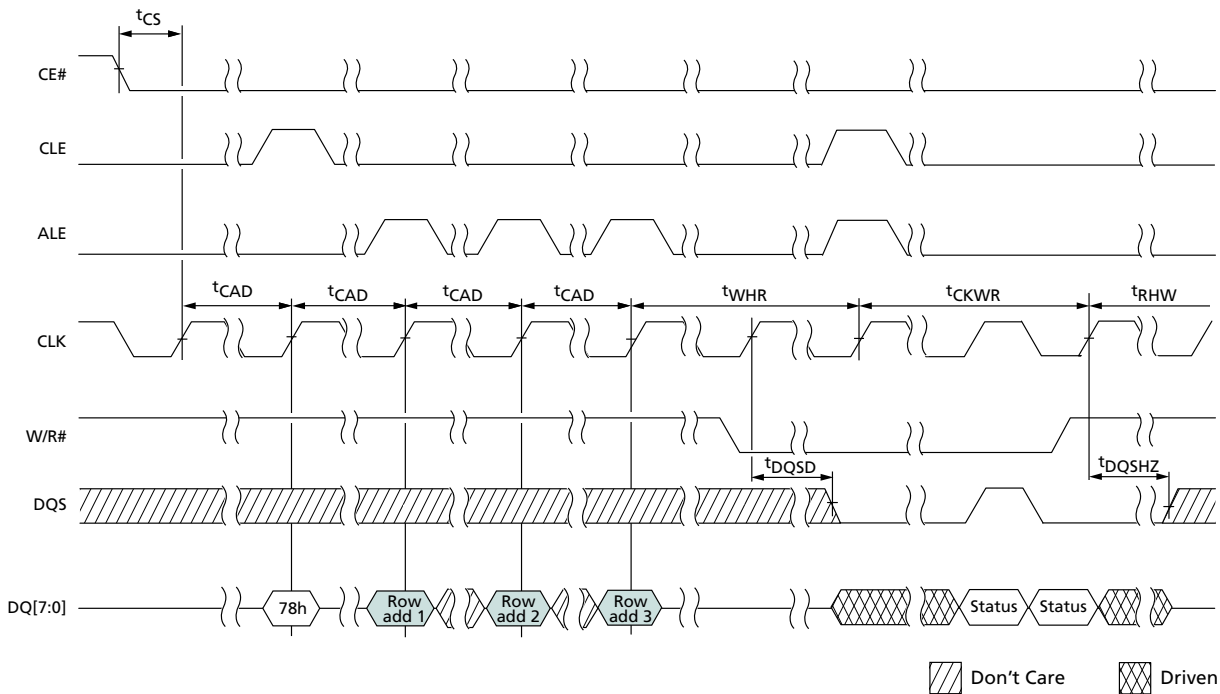 tCS
CE#
CLE
ALE
tCAD tCAD tCAD tCAD tWHR tCKWR tRHW
CLK
W/R#
tDQSD tDQSHZ
DQS
DQ[7:0] 78h Row add 1 Row add 2 Row add 3 Status Status
Don't Care Driven